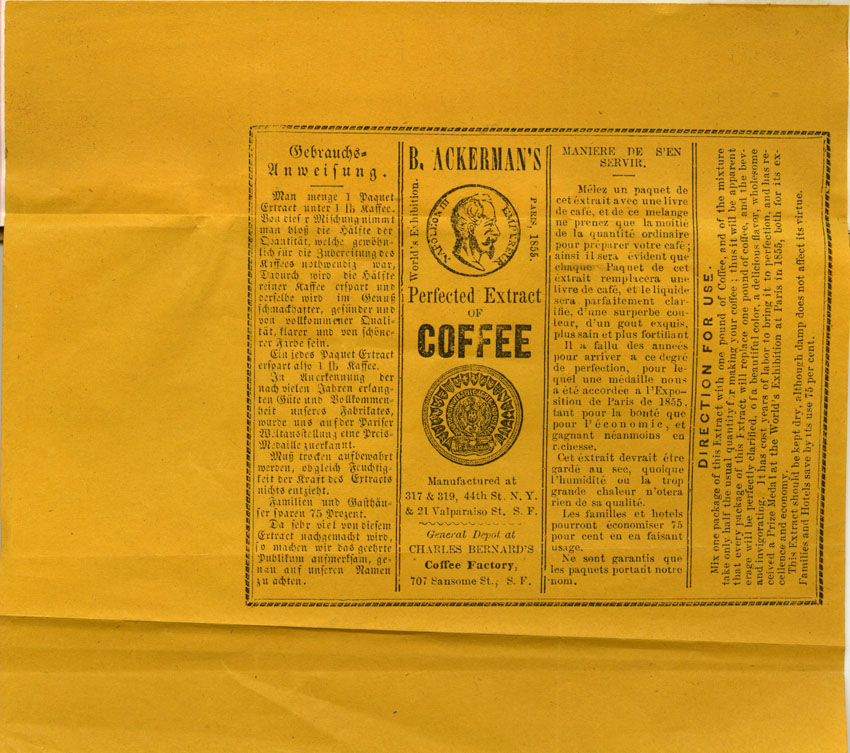 Gebrauchs-
Anweisung.
Man menge 1 Paquet
Extract unter 1 ℔ Kaffee.
Von dies r Mischung nimmt
man bloß die Hälfte der
Quantität, welche gewöhn-
lich für die Zubereitung des
Kaffees nothwendig war,
Dadurch wird die Hälfte
reiner Kaffee erspart und
derselbe wird im Genuß
schmackhafter, gesünder und
von vollkommener Quali-
tät, klarer und von schöne-
rer Farbe sein.
Ein jedes Paquet Extract
erspart also 1 ℔ Kaffee.
In Anerkennung der
nach vielen Jahren erlang-
ten Güte und Vollkommen-
heit unseres Fabrikates,
wurde uns auf der Pariser
Weltausstellung eine Preis-
Medaille zuerkannt.
Muß trocken aufbewahrt
werden, obgleich Feuchtig-
keit der Kraft des Extracts
nichts entzieht.
Familien und Gasthäu-
ser sparen 75 Prozent.
Da sehr viel von diesem
Extract nachgemacht wird,
so machen wir das geehrte
Publikum aufmerksam, ge-
nau auf unseren Namen
zu achten.
B. ACKERMAN'S
World's Exhibition.
NAPOLEON III EMPEREUR
PARIS, 1855.
Perfected Extract
OF
COFFEE
Manufactured at
317 & 319, 44th St. N. Y.
& 21 Valparaiso St, S. F.
General Depot at
CHARLES BERNARD'S
Coffee Factory,
707 Sansome St., S. F.
MANIERE DE S'EN
SERVIR.
Mêlez un paquet de
cet éxtrait avec une livre
de café, et de ce melange
ne prenez que la moitié
de la quantité ordinaire
pour préparer votre café;
ainsi il sera évident que
chaque Paquet de cet
extrait remplacera une
livre de café, et le liquide
sera parfaitement clar-
ifié, d'une surperbe cou-
leur, d'un gout exquis,
plus sain et plus fortifiant
Il a fallu des années
pour arriver a ce degré
de perfection, pour le-
quel une médaille nous
a été accordee a l'Expo-
sition de Paris de 1855.
tant pour la bonté que
pour l'économie, et
gagnant néanmoins en
richesse.
Cet éxtrait devrait être
gardé au sec, quoique
l'humidité ou la trop
grande chaleur n'otera
rien de sa qualité.
Les familles et hotels
pourront économiser 75
pour cent en en faisant
usage.
Ne sont garantis que
les paquets portant notre
nom.
DIRECTION FOR USE.
Mix one package of this Extract with one pound of Coffee, and of the mixture
take only half the usual quantity f r making your coffee; thus it will be apparent
that every package of this Extract will replace one pound of coffee, and the bev-
erage will be perfectly clarified, of a beautiful color, a delicious flavor, wholesome
and invigorating. It has cost years of labor to bring it to perfection, and has re-
ceived a Prize Medal at the World's Exhibition at Paris in 1855, both for its ex-
cellence and economy.
This Extract should be kept dry, although damp does not affect its virtue.
Families and Hotels save by its use 75 per cent.